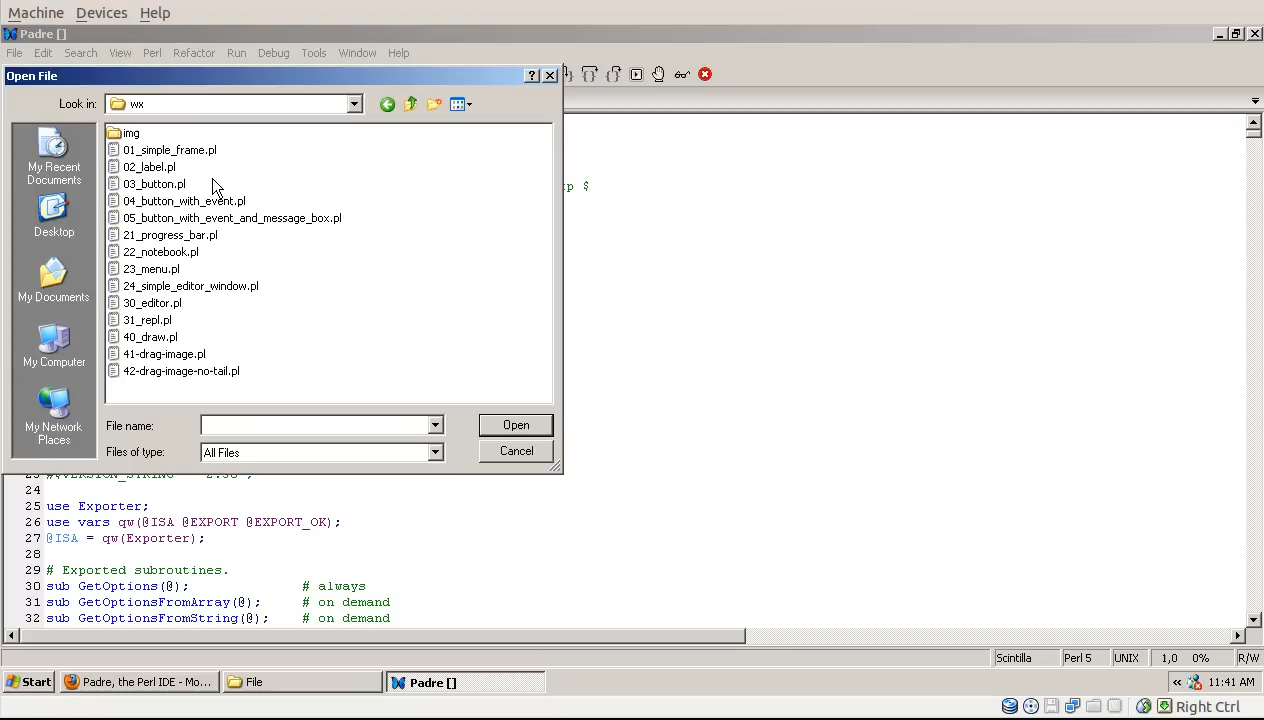 Machine Devices Help
Padre []
File Edit Search View Perl Refactor Run Debug Tools Window Help
Open File
Look in: wx
My Recent Documents
Desktop
My Documents
My Computer
My Network Places
img
01_simple_frame.pl
02_label.pl
03_button.pl
04_button_with_event.pl
05_button_with_event_and_message_box.pl
21_progress_bar.pl
22_notebook.pl
23_menu.pl
24_simple_editor_window.pl
30_editor.pl
31_repl.pl
40_draw.pl
41-drag-image.pl
42-drag-image-no-tail.pl
File name: Open
Files of type: All Files Cancel
$
24
25 use Exporter;
26 use vars qw(@ISA @EXPORT @EXPORT_OK);
27 @ISA = qw(Exporter);
28
29 # Exported subroutines.
30 sub GetOptions(@); # always
31 sub GetOptionsFromArray(@); # on demand
32 sub GetOptionsFromString(@); # on demand
Scintilla Perl 5 UNIX 1,0 0% R/W
Start Padre, the Perl IDE - Mo... File Padre [] « 11:41 AM
Right Ctrl